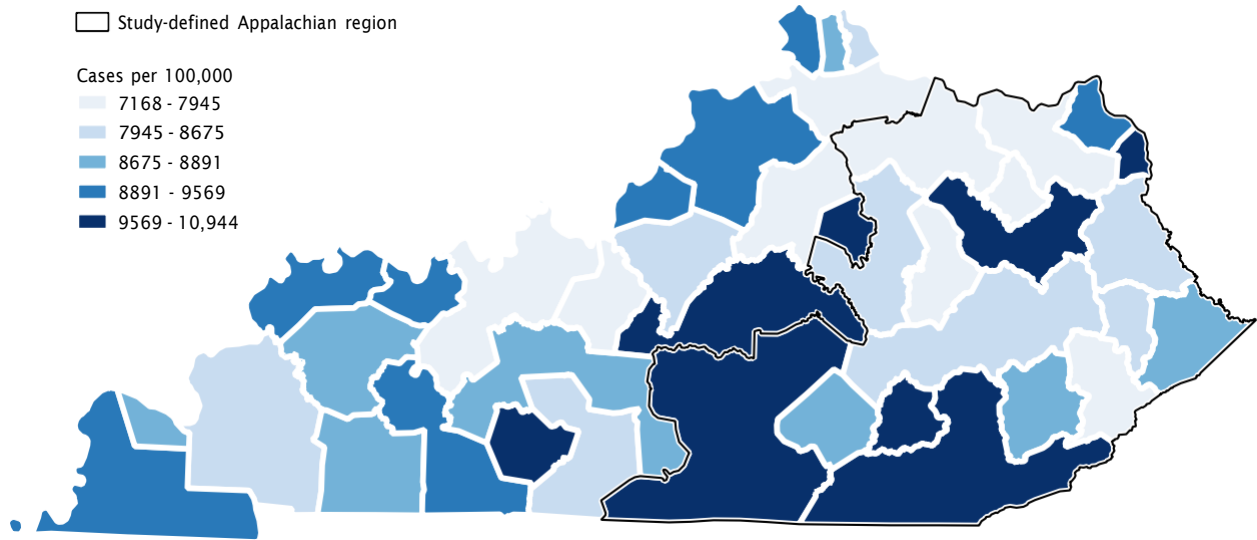 Study-defined Appalachian region
Cases per 100,000
7168 - 7945
7945 - 8675
8675 - 8891
8891 - 9569
9569 - 10,944